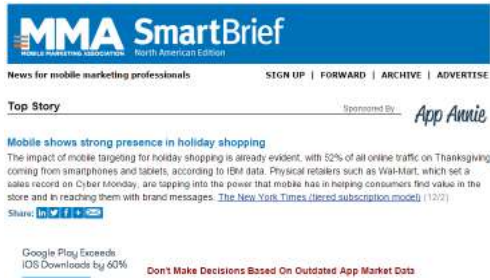 MMA SmartBrief
MOBILE MARKETING ASSOCIATION North American Edition
News for mobile marketing professionals SIGN UP | FORWARD | ARCHIVE | ADVERTISE
Top Story Sponsored By App Annie
Mobile shows strong presence in holiday shopping
The impact of mobile targeting for holiday shopping is already evident, with 52% of all online traffic on Thanksgiving
coming from smartphones and tablets, according to IBM data. Physical retailers such as Wal-Mart, which set a
sales record on Cyber Monday, are tapping into the power that mobile has in helping consumers find value in the
store and in reaching them with brand messages. The New York Times (tiered subscription model) (12/2)
Share:
Google Play Exceeds
iOS Downloads by 60%
Don't Make Decisions Based On Outdated App Market Data